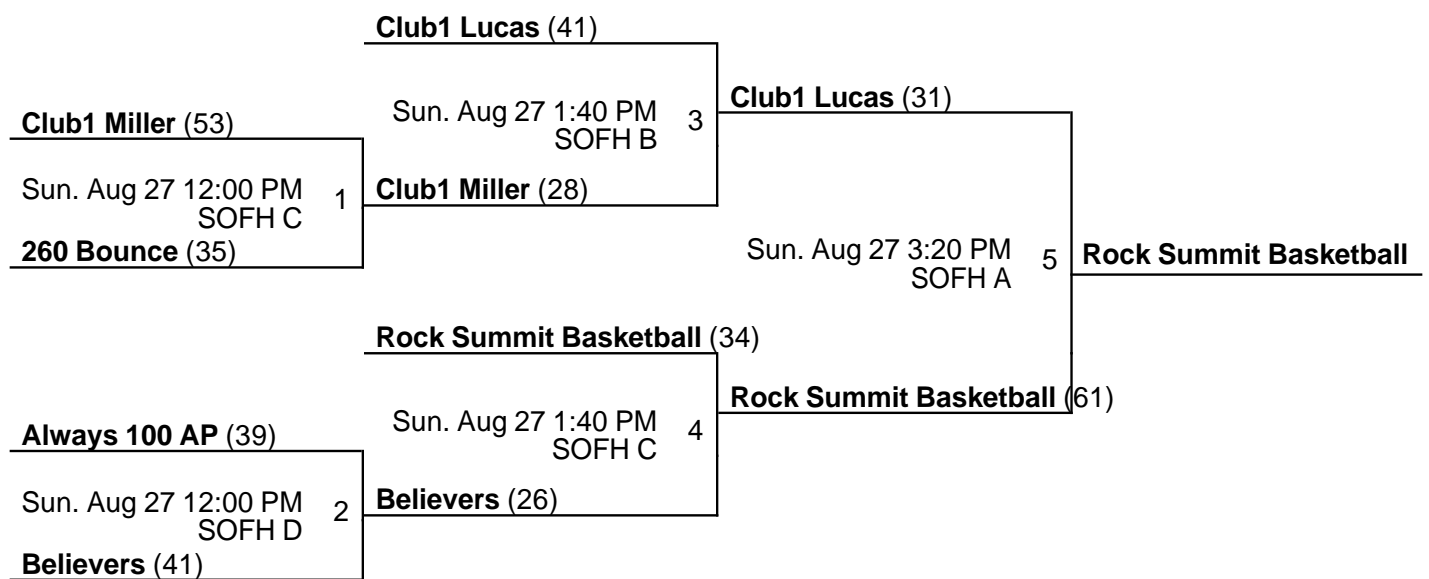 Club1 Lucas (41)
Sun. Aug 27 1:40 PM 3
SOFH B
Club1 Lucas (31)
Club1 Miller (53)
Sun. Aug 27 12:00 PM 1
SOFH C
Club1 Miller (28)
260 Bounce (35)
Sun. Aug 27 3:20 PM 5
SOFH A
Rock Summit Basketball
Rock Summit Basketball (34)
Sun. Aug 27 1:40 PM 4
SOFH C
Rock Summit Basketball (61)
Always 100 AP (39)
Sun. Aug 27 12:00 PM 2
SOFH D
Believers (26)
Believers (41)